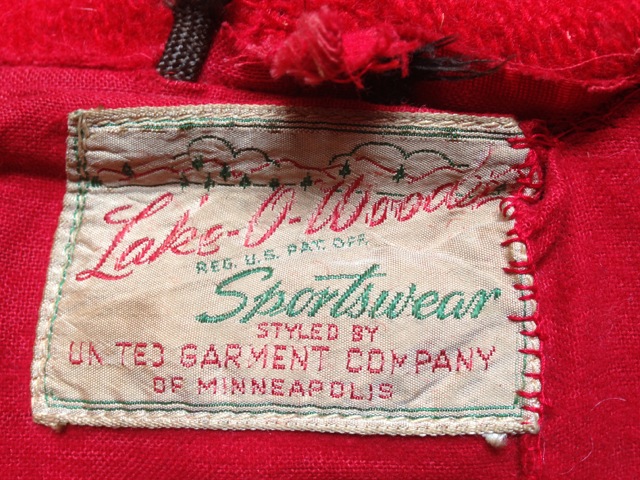 Lake-O-Woods
REG. U.S. PAT. OFF.
Sportswear
STYLED BY
UNITED GARMENT COMPANY
OF MINNEAPOLIS